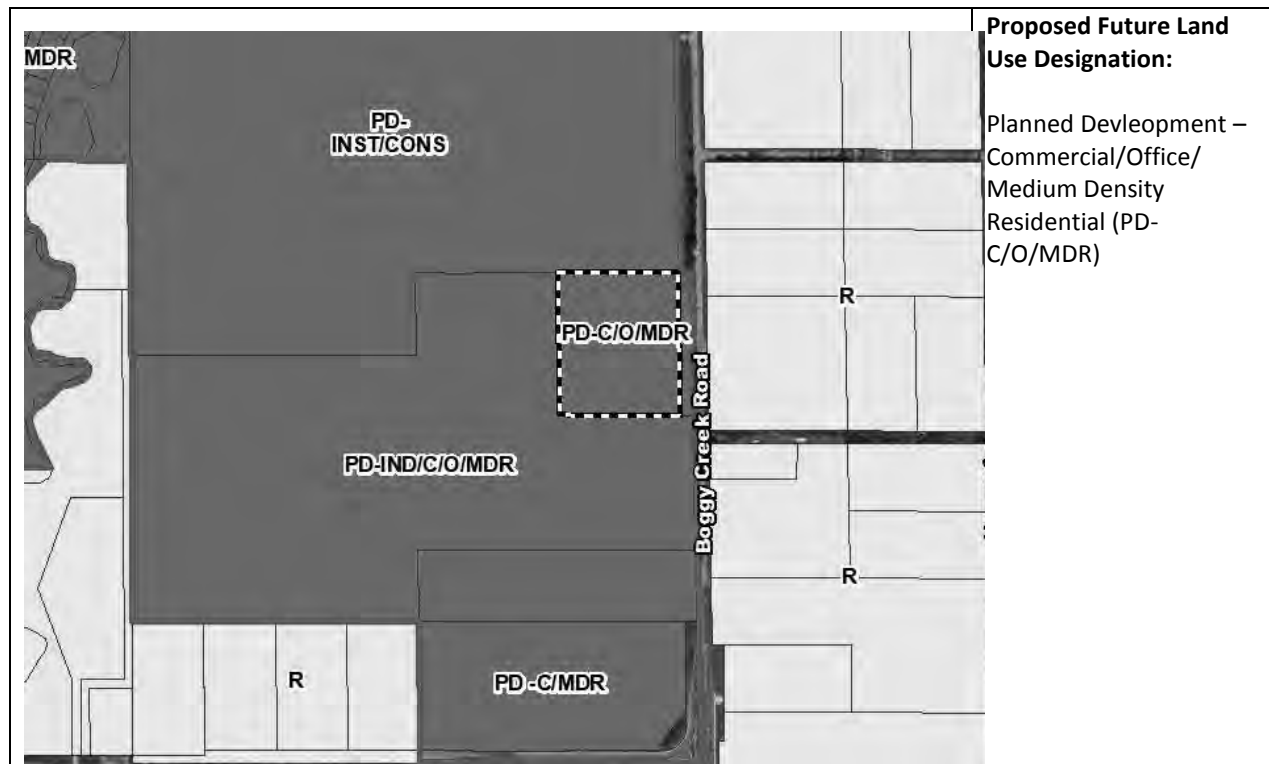 MDR
PD-
INST/CONS
PD-C/O/MDR
R
Boggy Creek Road
PD-IND/C/O/MDR
R
R
PD -C/MDR
Proposed Future Land
Use Designation:
Planned Devleopment –
Commercial/Office/
Medium Density
Residential (PD-
C/O/MDR)